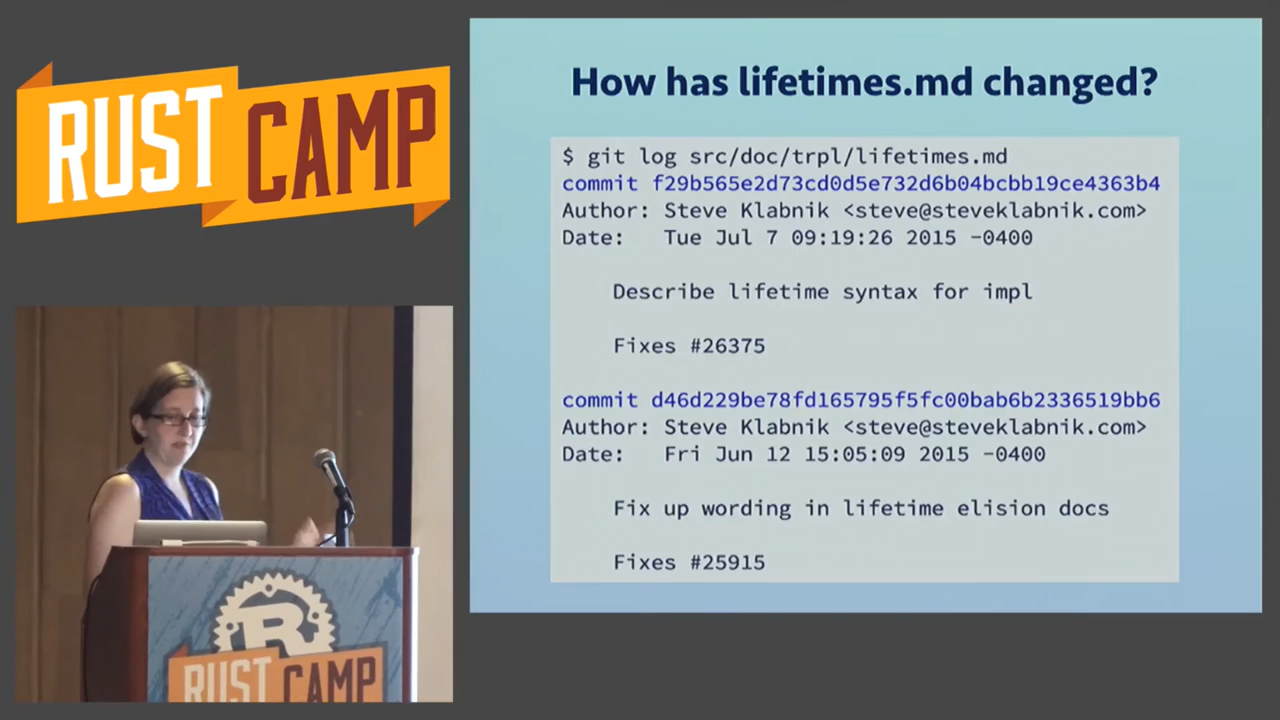 RUST CAMP
How has lifetimes.md changed?
$ git log src/doc/trpl/lifetimes.md
commit f29b565e2d73cd0d5e732d6b04bcbb19ce4363b4
Author: Steve Klabnik <steve@steveklabnik.com>
Date:   Tue Jul 7 09:19:26 2015 -0400
Describe lifetime syntax for impl
Fixes #26375
commit d46d229be78fd165795f5fc00bab6b2336519bb6
Author: Steve Klabnik <steve@steveklabnik.com>
Date:   Fri Jun 12 15:05:09 2015 -0400
Fix up wording in lifetime elision docs
Fixes #25915
R
RUST CAMP